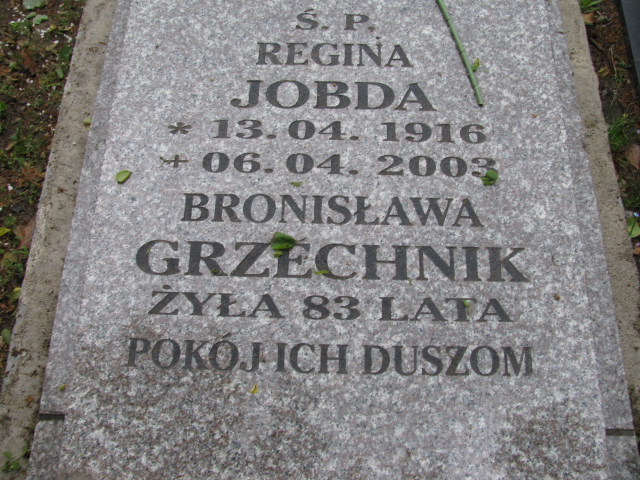 Ś. P.
REGINA
JOBDA
* 13. 04. 1916
+ 06. 04. 2003
BRONISŁAWA
GRZECHNIK
ŻYŁA 83 LATA
POKÓJ ICH DUSZOM